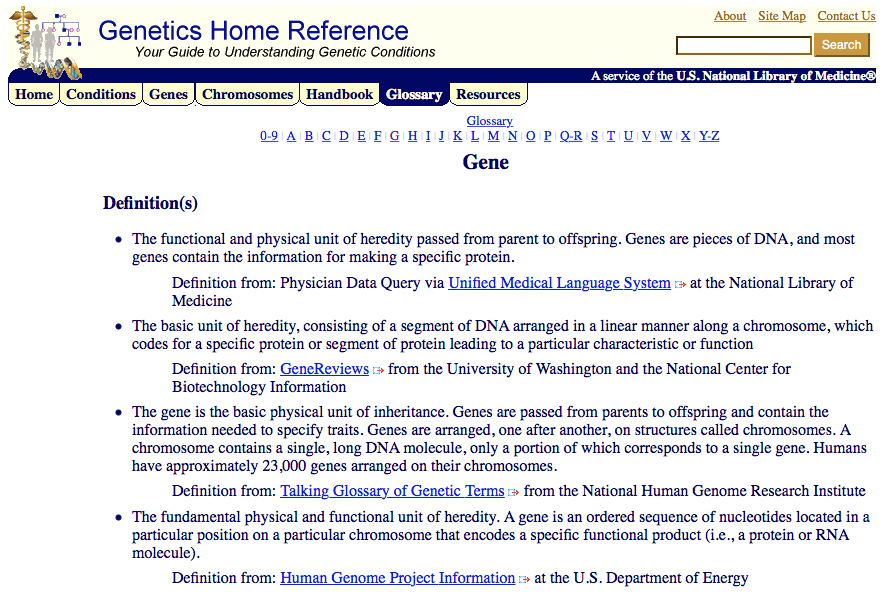 About Site Map Contact Us
Genetics Home Reference
Your Guide to Understanding Genetic Conditions
Search
A service of the U.S. National Library of Medicine®
Home Conditions Genes Chromosomes Handbook Glossary Resources
Glossary
0-9 | A | B | C | D | E | F | G | H | I | J | K | L | M | N | O | P | Q-R | S | T | U | V | W | X | Y-Z
Gene
Definition(s)
• The functional and physical unit of heredity passed from parent to offspring. Genes are pieces of DNA, and most
genes contain the information for making a specific protein.
Definition from: Physician Data Query via Unified Medical Language System at the National Library of
Medicine
• The basic unit of heredity, consisting of a segment of DNA arranged in a linear manner along a chromosome, which
codes for a specific protein or segment of protein leading to a particular characteristic or function
Definition from: GeneReviews from the University of Washington and the National Center for
Biotechnology Information
• The gene is the basic physical unit of inheritance. Genes are passed from parents to offspring and contain the
information needed to specify traits. Genes are arranged, one after another, on structures called chromosomes. A
chromosome contains a single, long DNA molecule, only a portion of which corresponds to a single gene. Humans
have approximately 23,000 genes arranged on their chromosomes.
Definition from: Talking Glossary of Genetic Terms from the National Human Genome Research Institute
• The fundamental physical and functional unit of heredity. A gene is an ordered sequence of nucleotides located in a
particular position on a particular chromosome that encodes a specific functional product (i.e., a protein or RNA
molecule).
Definition from: Human Genome Project Information at the U.S. Department of Energy